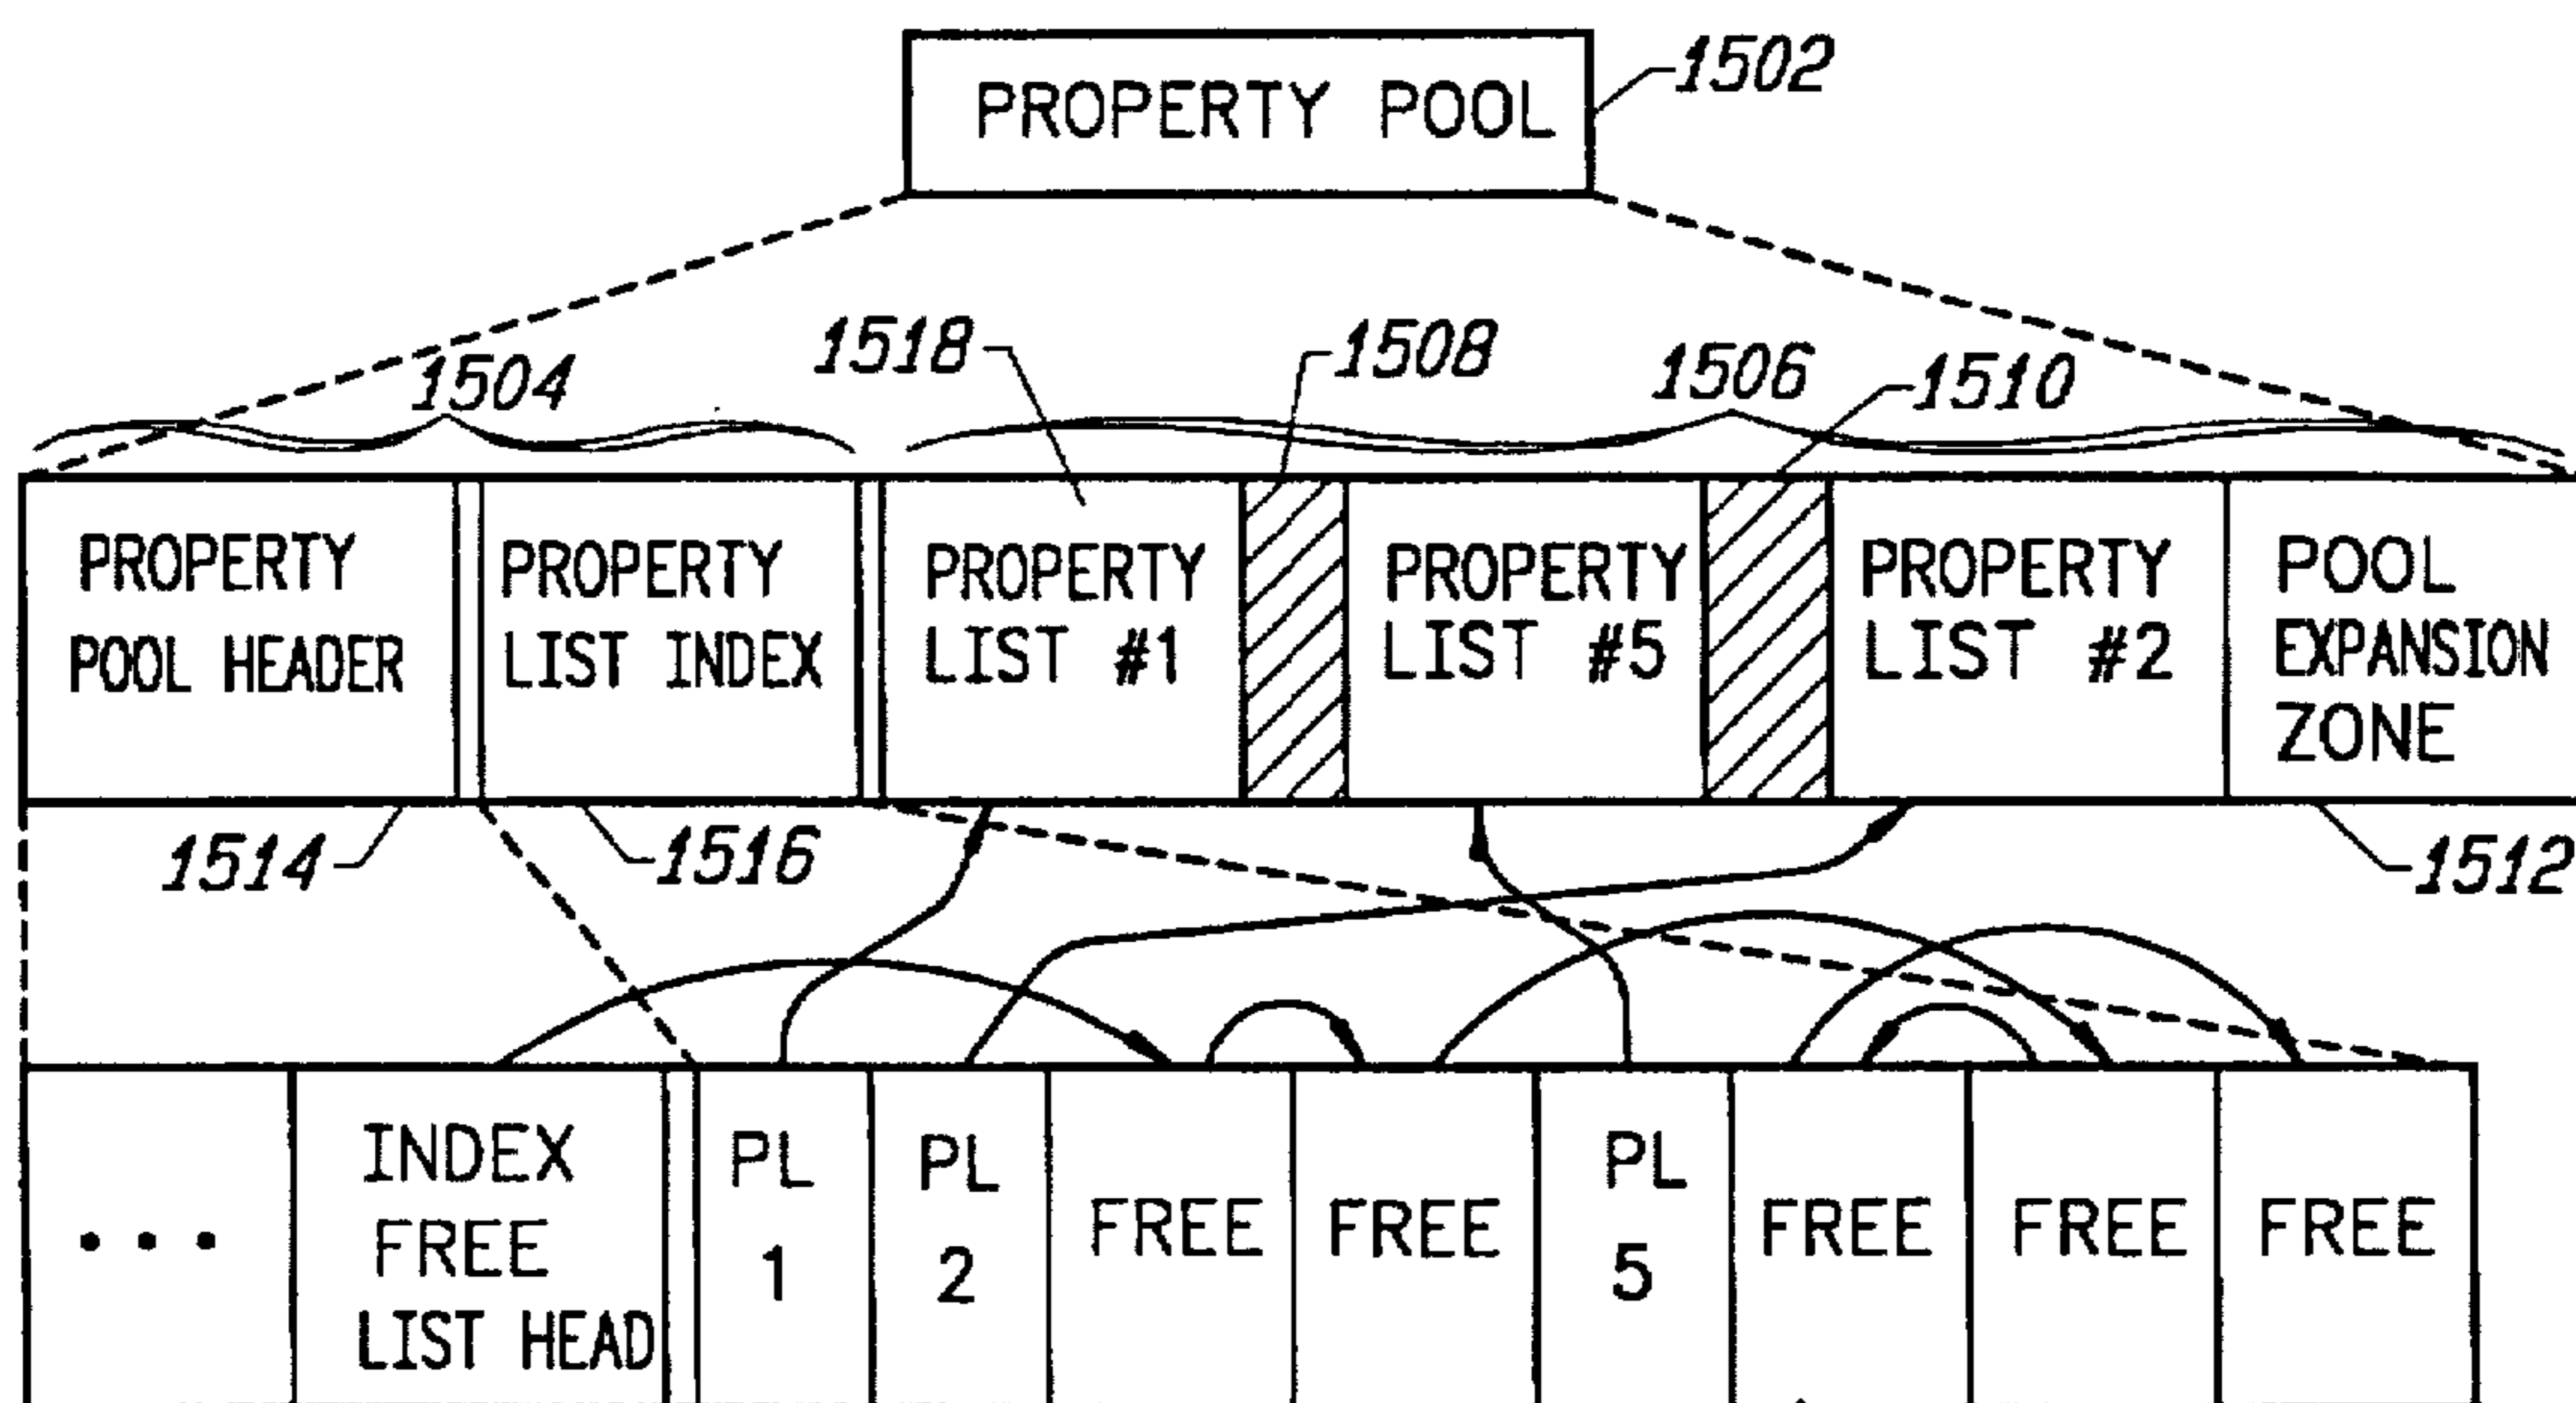 PROPERTY POOL
1502
1504
1518
1508
1506
1510
PROPERTY
POOL HEADER
PROPERTY
LIST INDEX
PROPERTY
LIST #1
PROPERTY
LIST #5
PROPERTY
LIST #2
POOL
EXPANSION
ZONE
1514
1516
1512
• • •
INDEX
FREE
LIST HEAD
PL
1
PL
2
FREE
FREE
PL
5
FREE
FREE
FREE